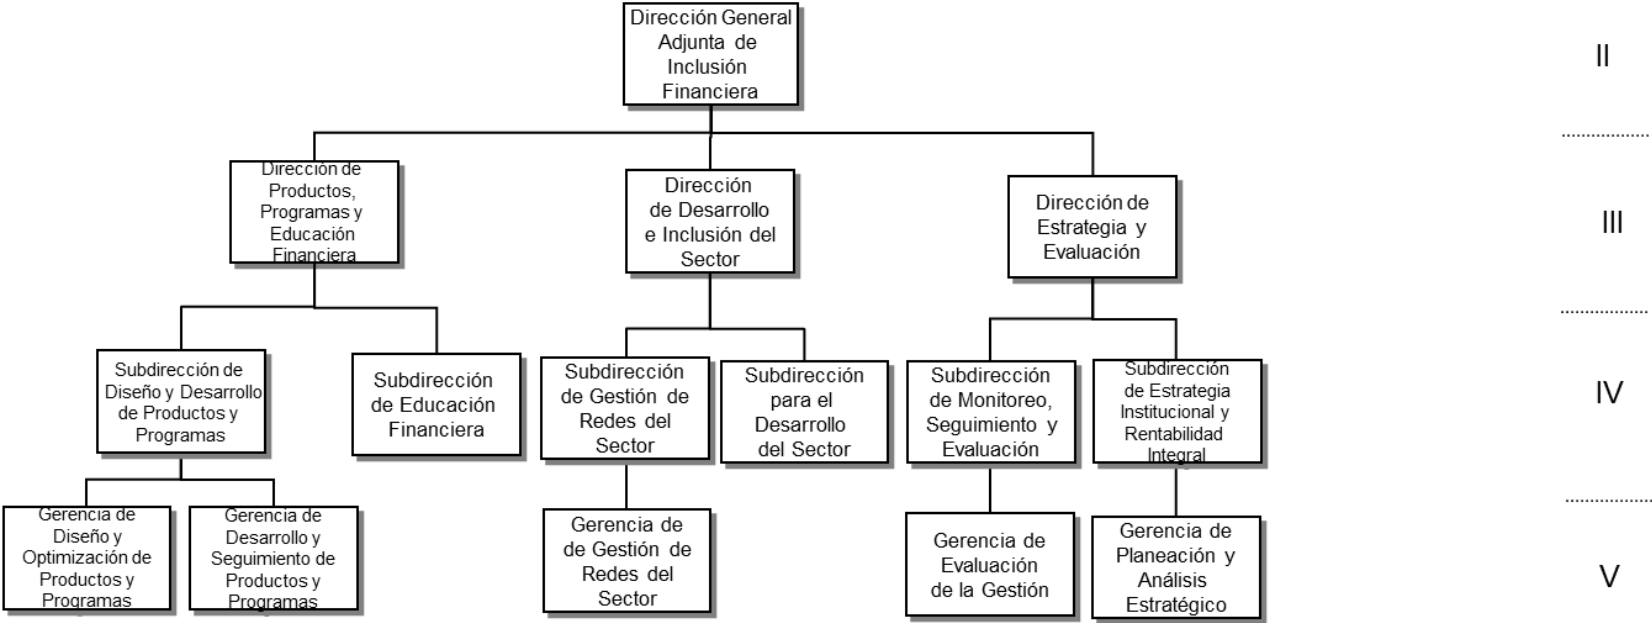 Dirección General
Adjunta de
Inclusión
Financiera
II
Dirección de
Productos,
Programas y
Educación
Financiera
Dirección
de Desarrollo
e Inclusión del
Sector
Dirección de
Estrategia y
Evaluación
III
Subdirección de
Diseño y Desarrollo
de Productos y
Programas
Subdirección
de Educación
Financiera
Subdirección
de Gestión de
Redes del
Sector
Subdirección
para el
Desarrollo
del Sector
Subdirección
de Monitoreo,
Seguimiento y
Evaluación
Subdirección
de Estrategia
Institucional y
Rentabilidad
Integral
IV
Gerencia de
Diseño y
Optimización de
Productos y
Programas
Gerencia de
Desarrollo y
Seguimiento de
Productos y
Programas
Gerencia de
de Gestión de
Redes del
Sector
Gerencia de
Evaluación
de la Gestión
Gerencia de
Planeación y
Análisis
Estratégico
V